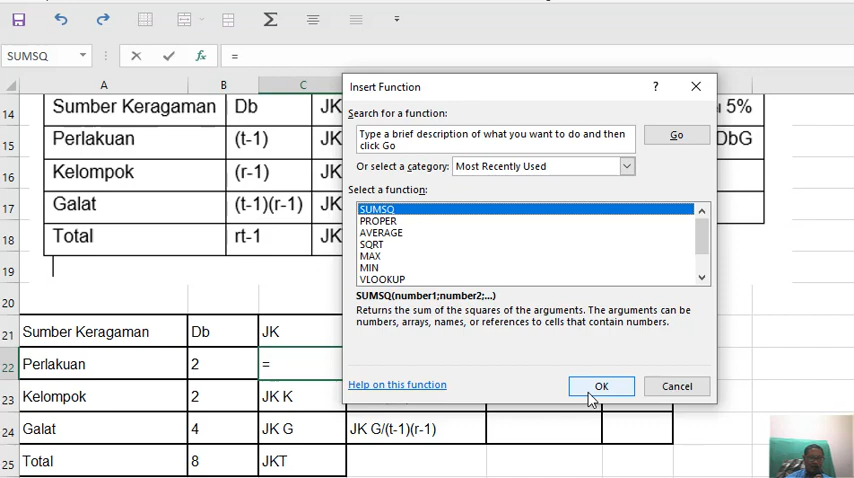 SUMSQ
=
Insert Function
?
A
B
C
Search for a function:
Type a brief description of what you want to do and then
click Go
Go
Or select a category:
Most Recently Used
Select a function:
SUMSQ
PROPER
AVERAGE
SQRT
MAX
MIN
VLOOKUP
SUMSQ(number1;number2;...)
Returns the sum of the squares of the arguments. The arguments can be
numbers, arrays, names, or references to cells that contain numbers.
Help on this function
OK
Cancel
14 Sumber Keragaman Db JK 5%
15 Perlakuan (t-1) JK DbG
16 Kelompok (r-1) JK
17 Galat (t-1)(r-1) JK
18 Total rt-1 JK
19
20
21 Sumber Keragaman Db JK
22 Perlakuan 2 =
23 Kelompok 2 JK K
24 Galat 4 JK G JK G/(t-1)(r-1)
25 Total 8 JKT